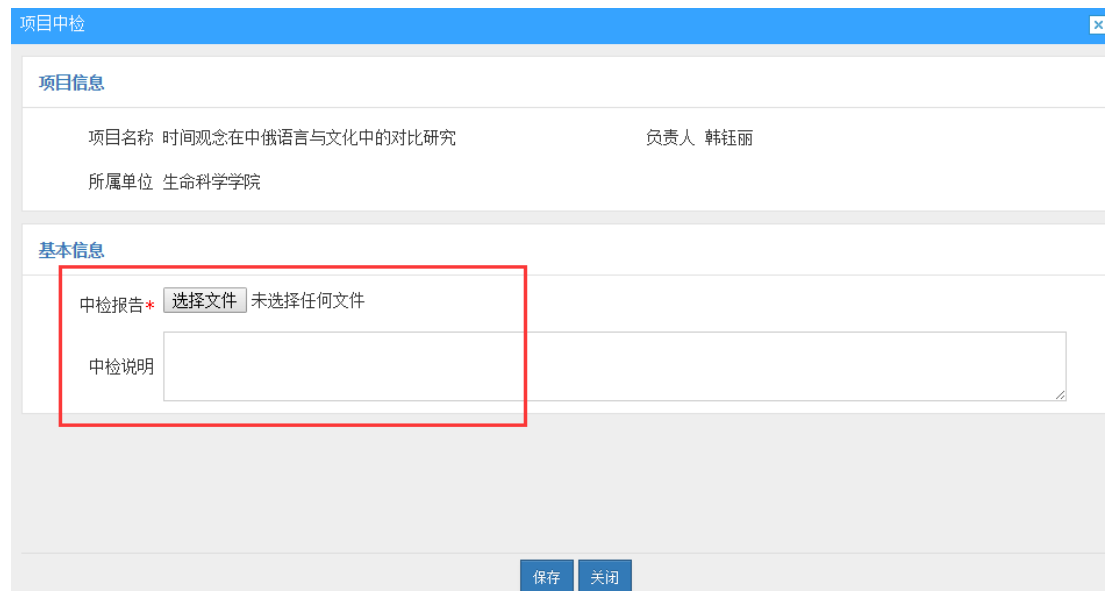 项目中检
项目信息
项目名称 时间观念在中俄语言与文化中的对比研究 负责人 韩钰丽
所属单位 生命科学学院
基本信息
中检报告* 选择文件 未选择任何文件
中检说明
保存 关闭